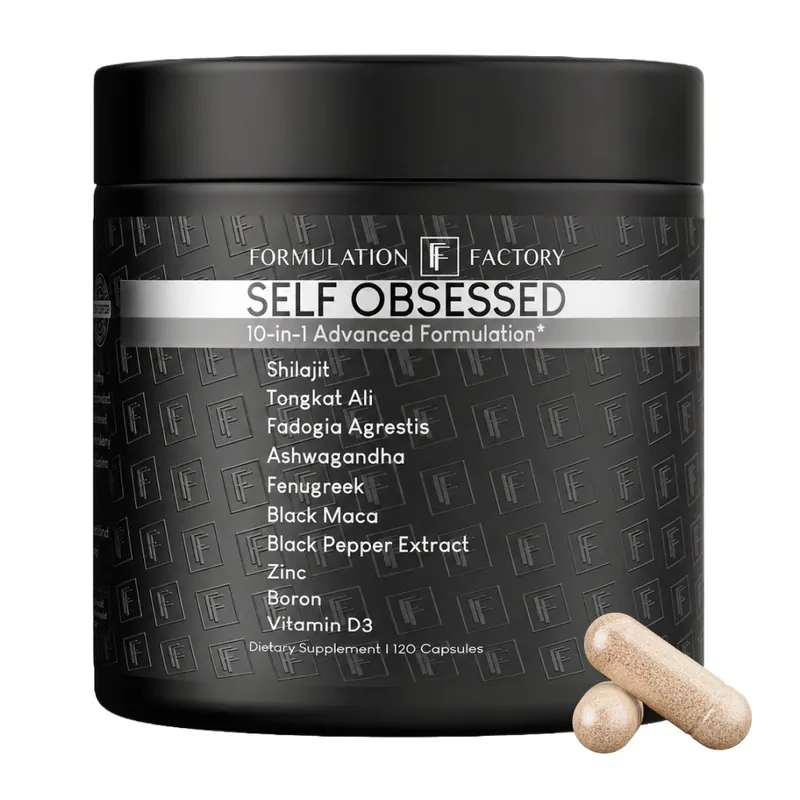 FORMULATION FF FACTORY
SELF OBSESSED
10-in-1 Advanced Formulation*
Shilajit
Tongkat Ali
Fadogia Agrestis
Ashwagandha
Fenugreek
Black Maca
Black Pepper Extract
Zinc
Boron
Vitamin D3
Dietary Supplement | 120 Capsules